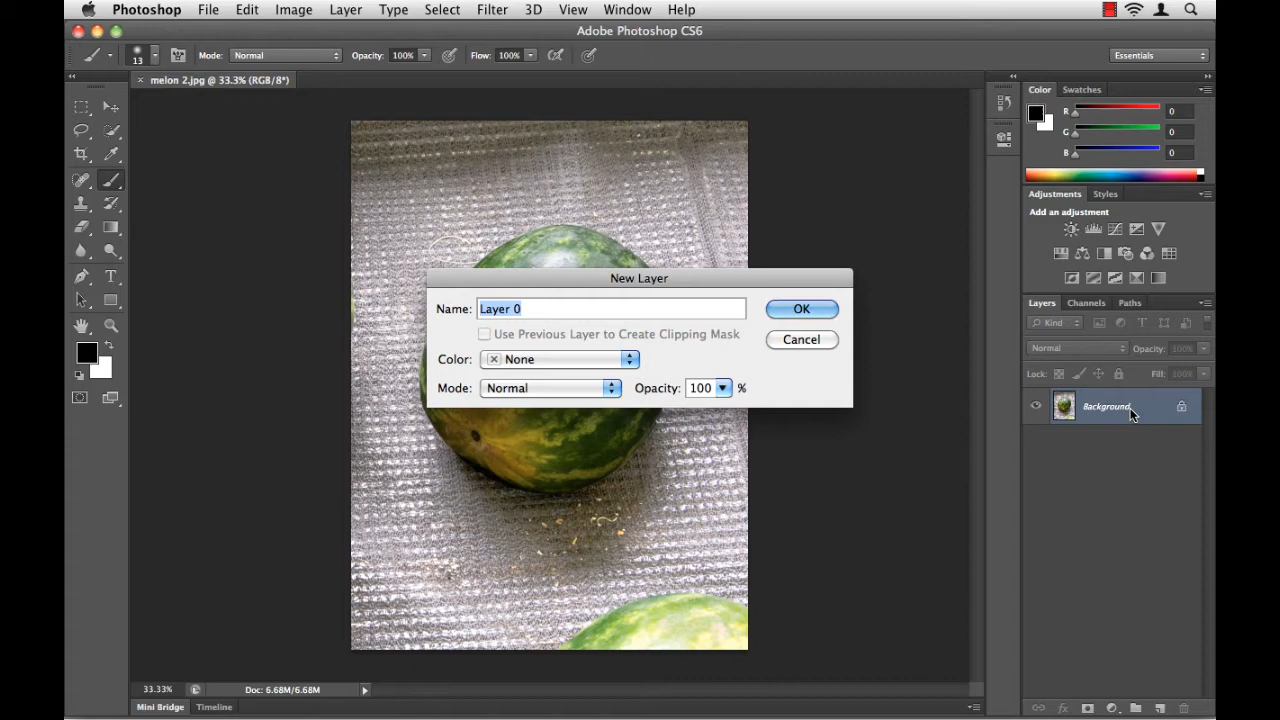 Photoshop File Edit Image Layer Type Select Filter 3D View Window Help
Adobe Photoshop CS6
13 Mode: Normal Opacity: 100% Flow: 100% Essentials
melon 2.jpg @ 33.3% (RGB/8*)
Color Swatches
R 0
G 0
B 0
Adjustments Styles
Add an adjustment
New Layer
Name: Layer 0 OK
Use Previous Layer to Create Clipping Mask Cancel
Color: None
Mode: Normal Opacity: 100 %
Layers Channels Paths
Kind
Normal Opacity: 100%
Lock: Fill: 100%
Background
33.33% Doc: 6.68M/6.68M
Mini Bridge Timeline